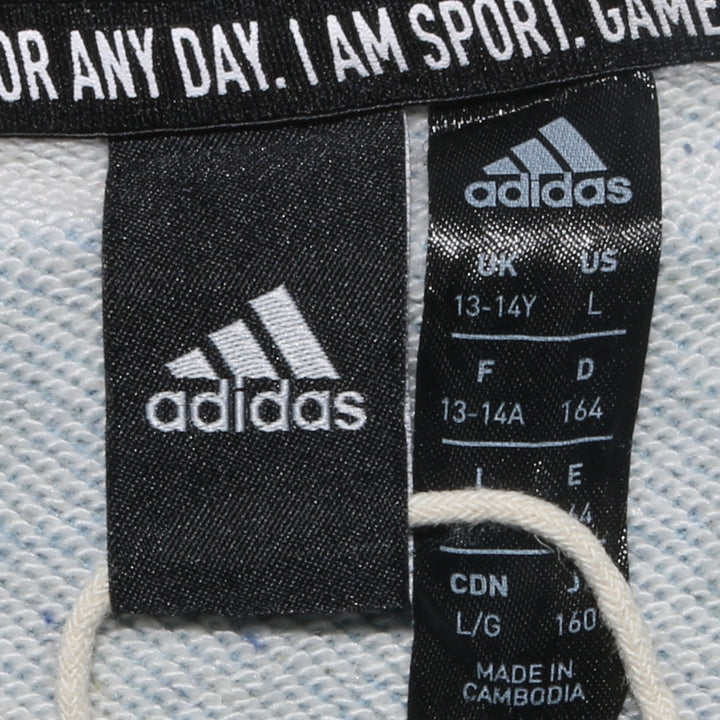 OR ANY DAY. I AM SPORT. GAME
adidas
adidas
UK US
13-14Y L
F D
13-14A 164
I E
CDN J
L/G 160
MADE IN
CAMBODIA